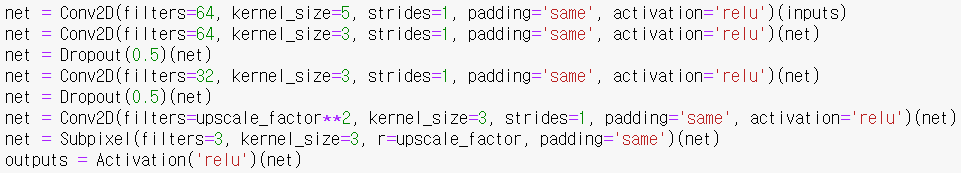 net = Conv2D(filters=64, kernel_size=5, strides=1, padding='same', activation='relu')(inputs)
net = Conv2D(filters=64, kernel_size=3, strides=1, padding='same', activation='relu')(net)
net = Dropout(0.5)(net)
net = Conv2D(filters=32, kernel_size=3, strides=1, padding='same', activation='relu')(net)
net = Dropout(0.5)(net)
net = Conv2D(filters=upscale_factor**2, kernel_size=3, strides=1, padding='same', activation='relu')(net)
net = Subpixel(filters=3, kernel_size=3, r=upscale_factor, padding='same')(net)
outputs = Activation('relu')(net)